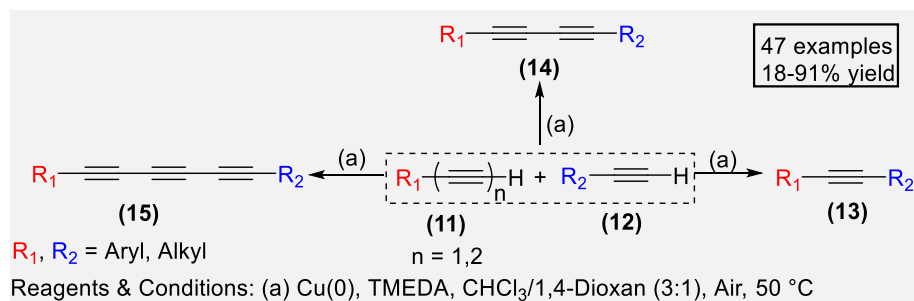 R1 R2
(14)
47 examples
18-91% yield
(a)
(a) (a)
R1 R2 R1 ( )n H + R2 H R1 R2
(15) (11) (12) (13)
R1, R2 = Aryl, Alkyl
n = 1,2
Reagents & Conditions: (a) Cu(0), TMEDA, CHCl3/1,4-Dioxan (3:1), Air, 50 °C